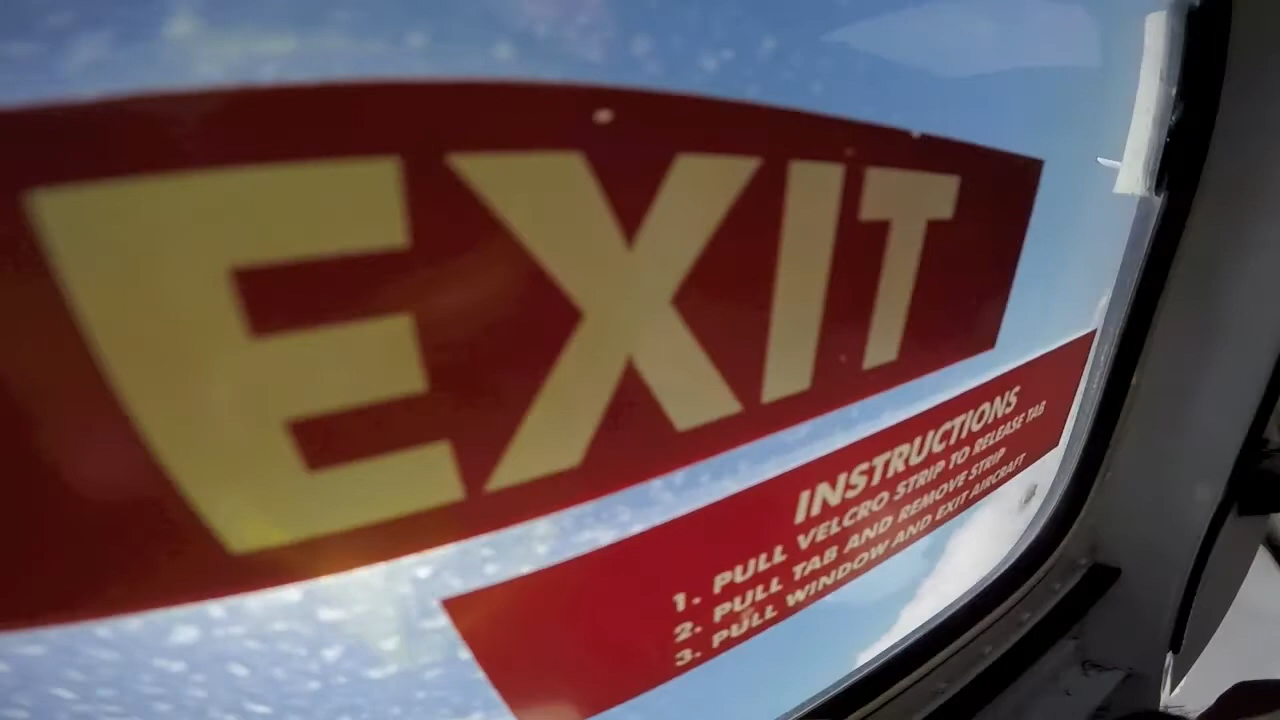 EXIT
INSTRUCTIONS
1. PULL VELCRO STRIP TO RELEASE TAB
2. PULL TAB AND REMOVE STRIP
3. PULL WINDOW AND EXIT AIRCRAFT